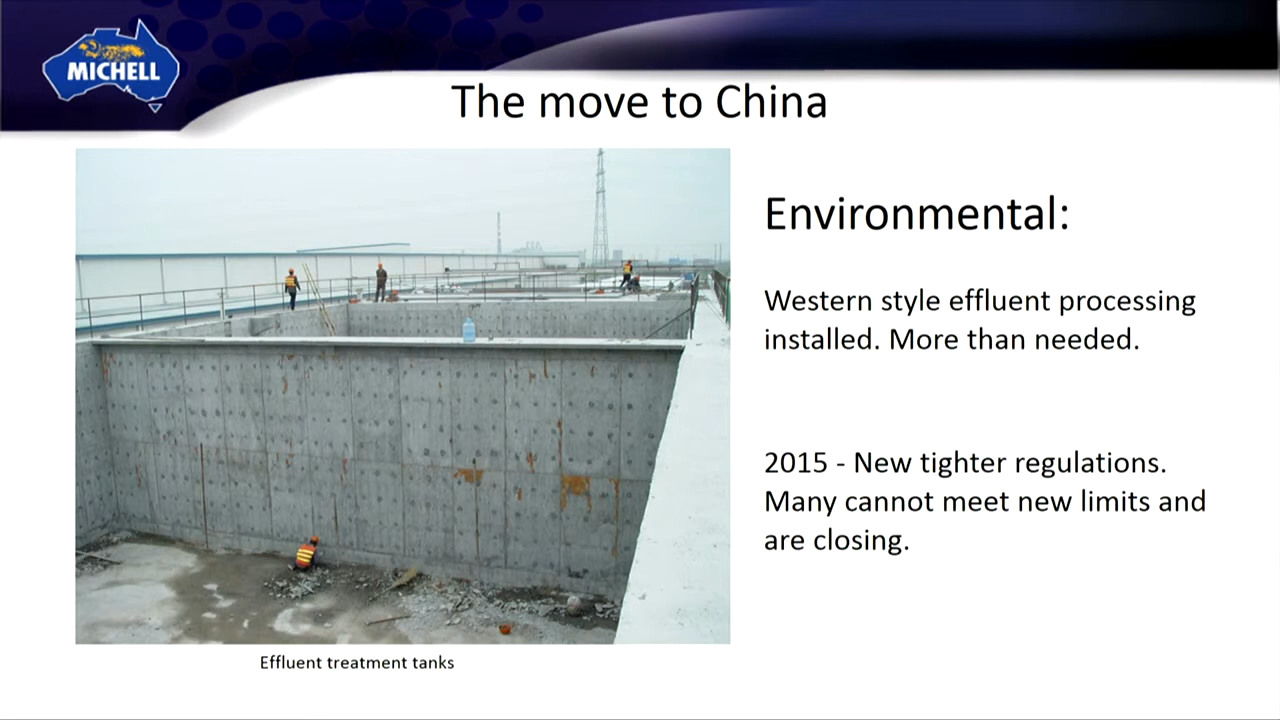 MICHELL
The move to China
Environmental:
Western style effluent processing
installed. More than needed.
2015 - New tighter regulations.
Many cannot meet new limits and
are closing.
Effluent treatment tanks